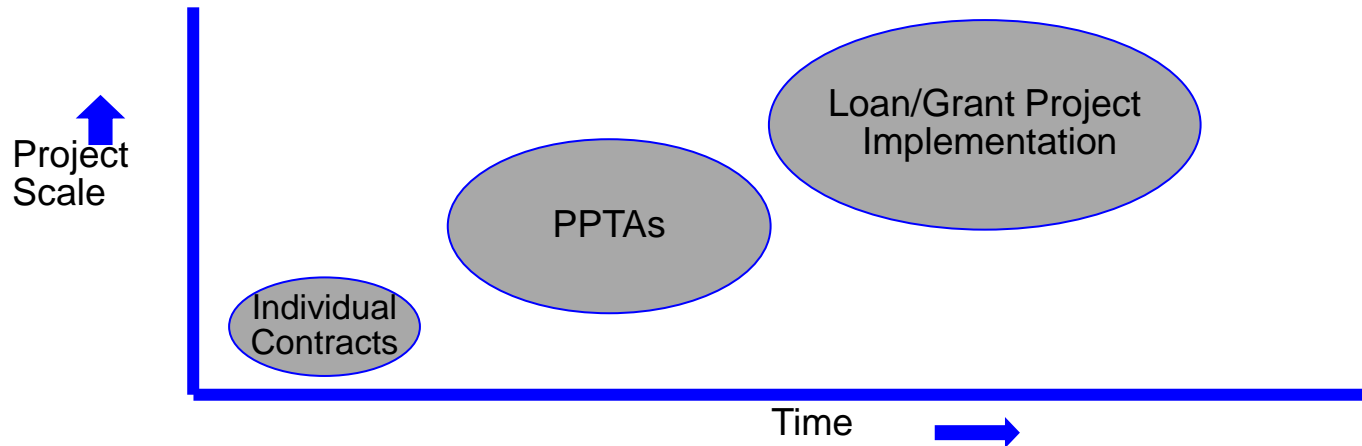 Loan/Grant Project
Implementation
Project
Scale
PPTAs
Individual
Contracts
Time